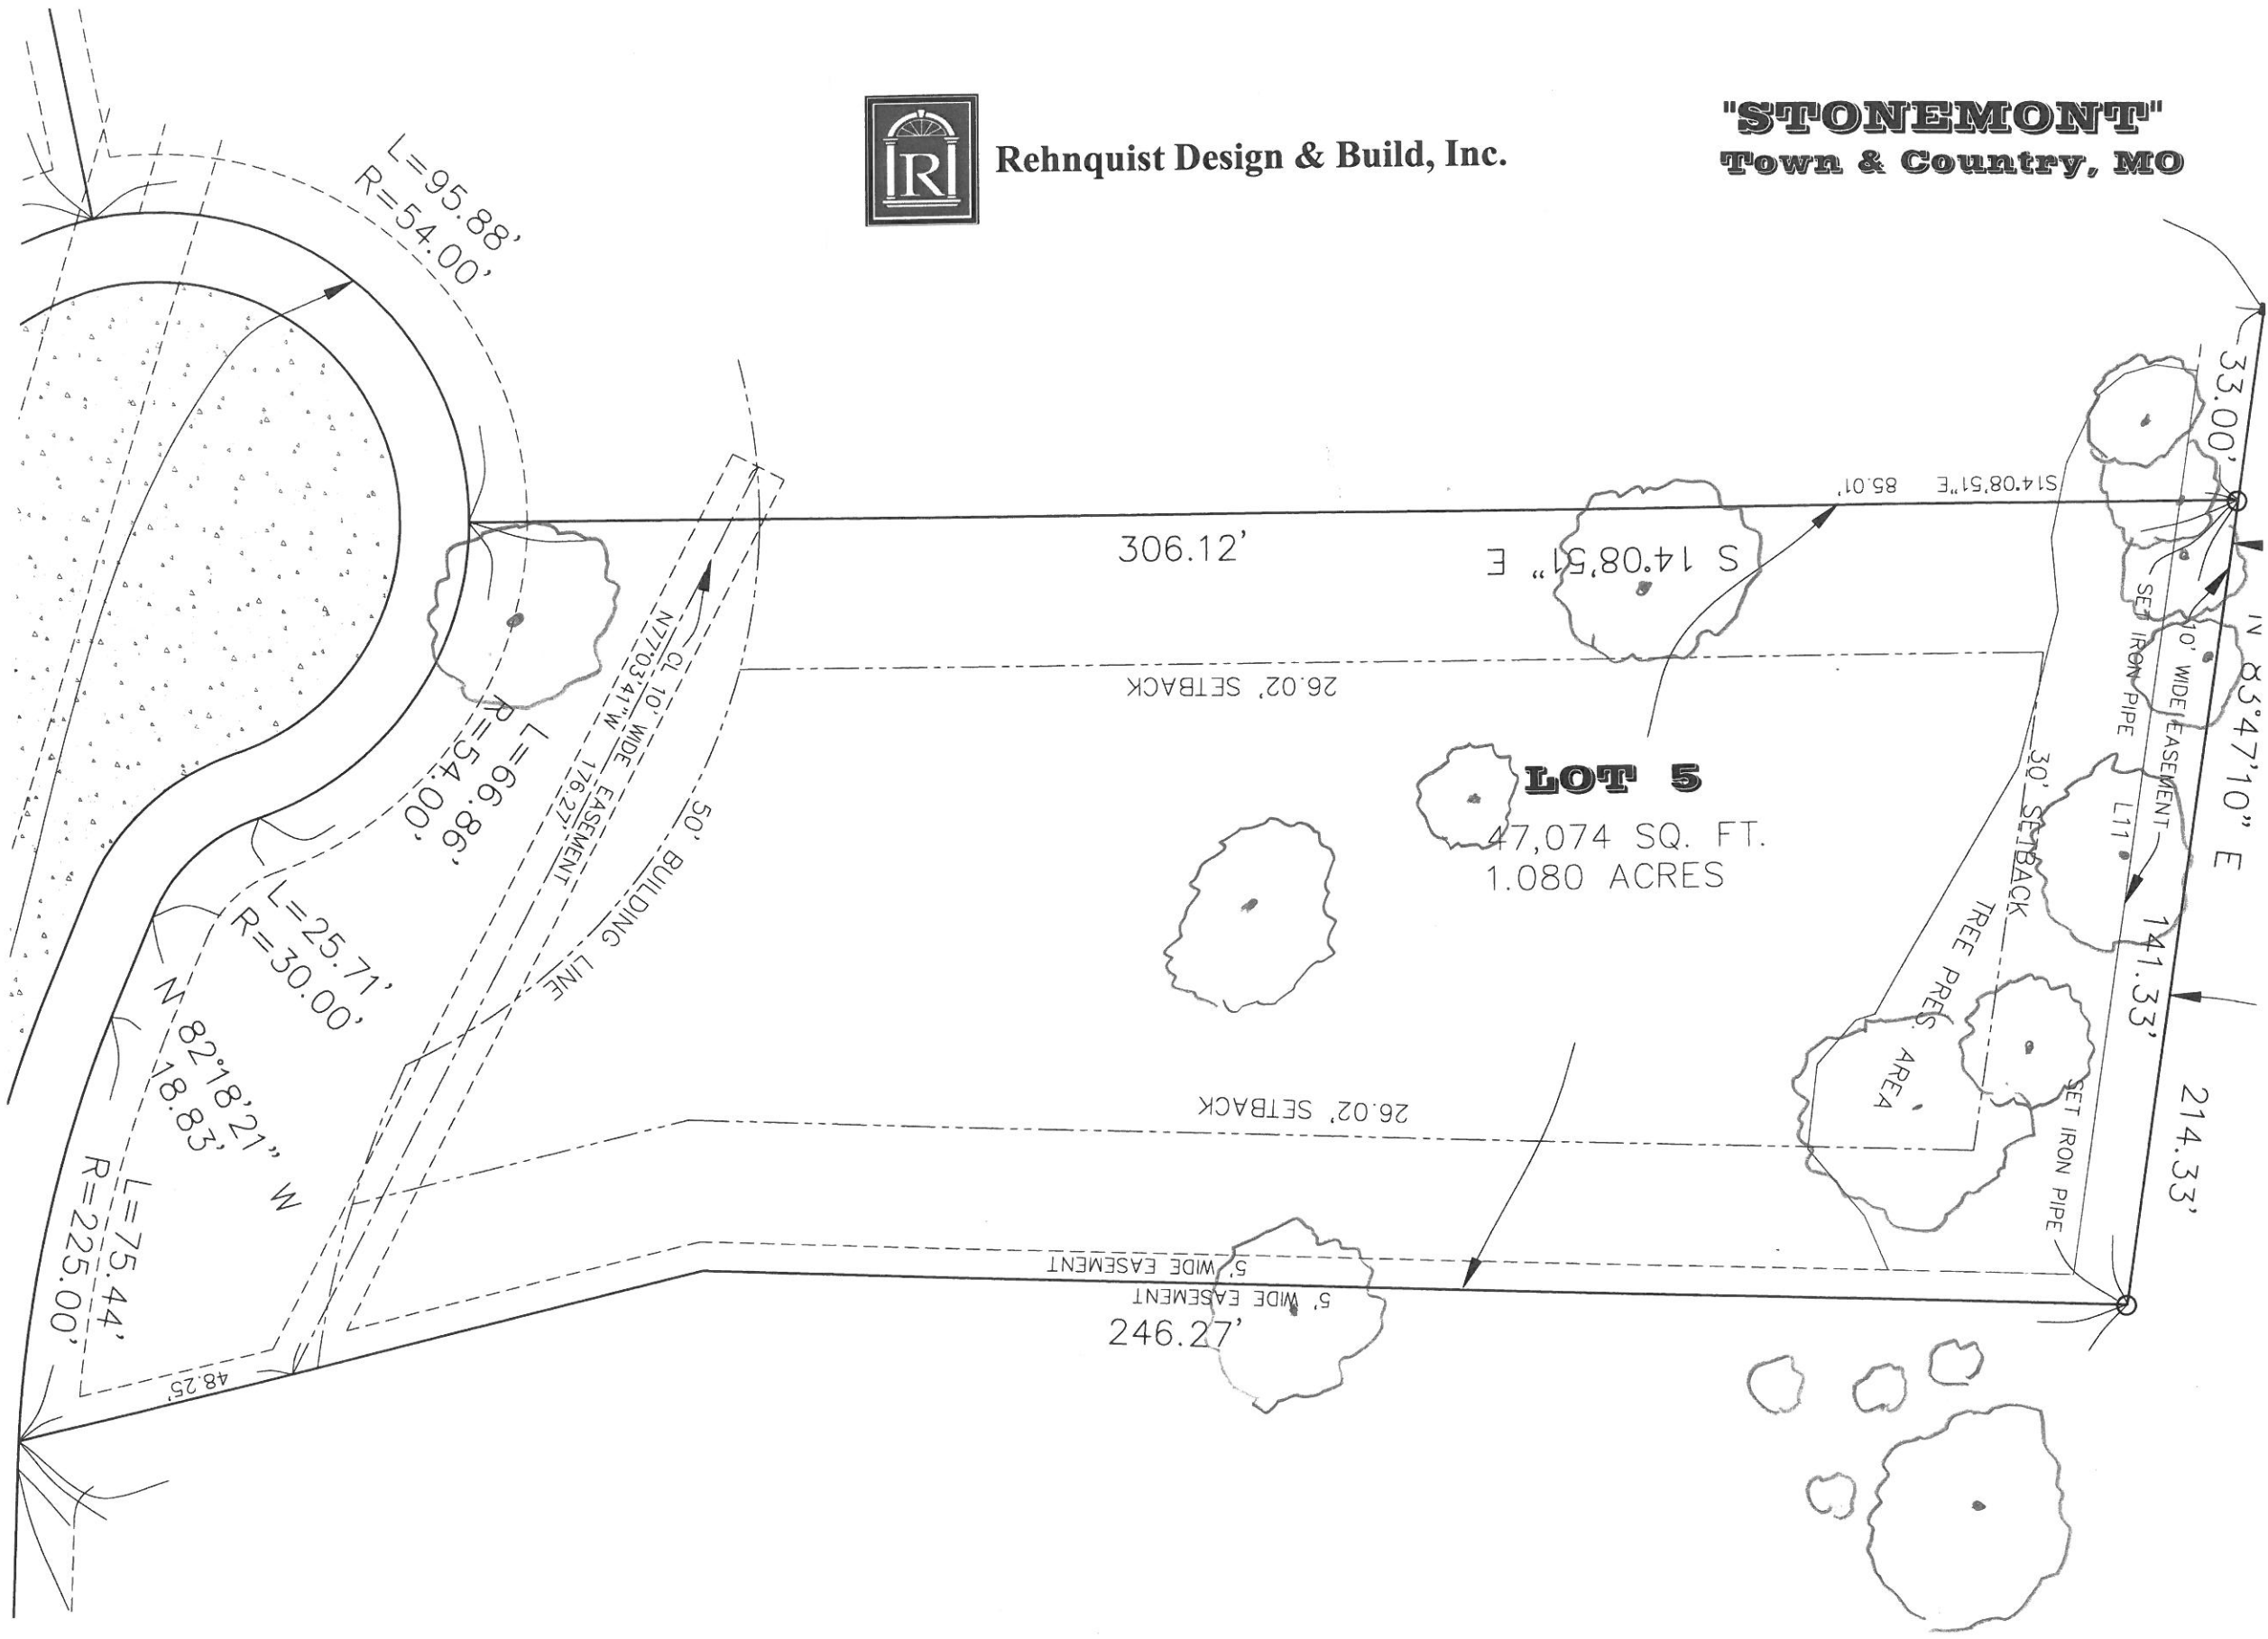 "STONEMONT"
Town & Country, MO
R
Rehnquist Design & Build, Inc.
L=95.88'
R=54.00'
33.00'
S14°08'51"E 85.01'
306.12'
S 14°08'51" E
SET IRON PIPE
10' WIDE EASEMENT
N 83°47'10" E
26.02' SETBACK
N77°03'41"W 176.27'
CL 10' WIDE EASEMENT
L=66.86'
R=54.00'
50' BUILDING LINE
LOT 5
47,074 SQ. FT.
1.080 ACRES
30' SETBACK
L11
TREE PRES. AREA
141.33'
214.33'
L=25.71'
R=30.00'
N 82°18'21" W
18.83'
L=75.44'
R=225.00'
26.02' SETBACK
SET IRON PIPE
5' WIDE EASEMENT
5' WIDE EASEMENT
246.27'
48.25'